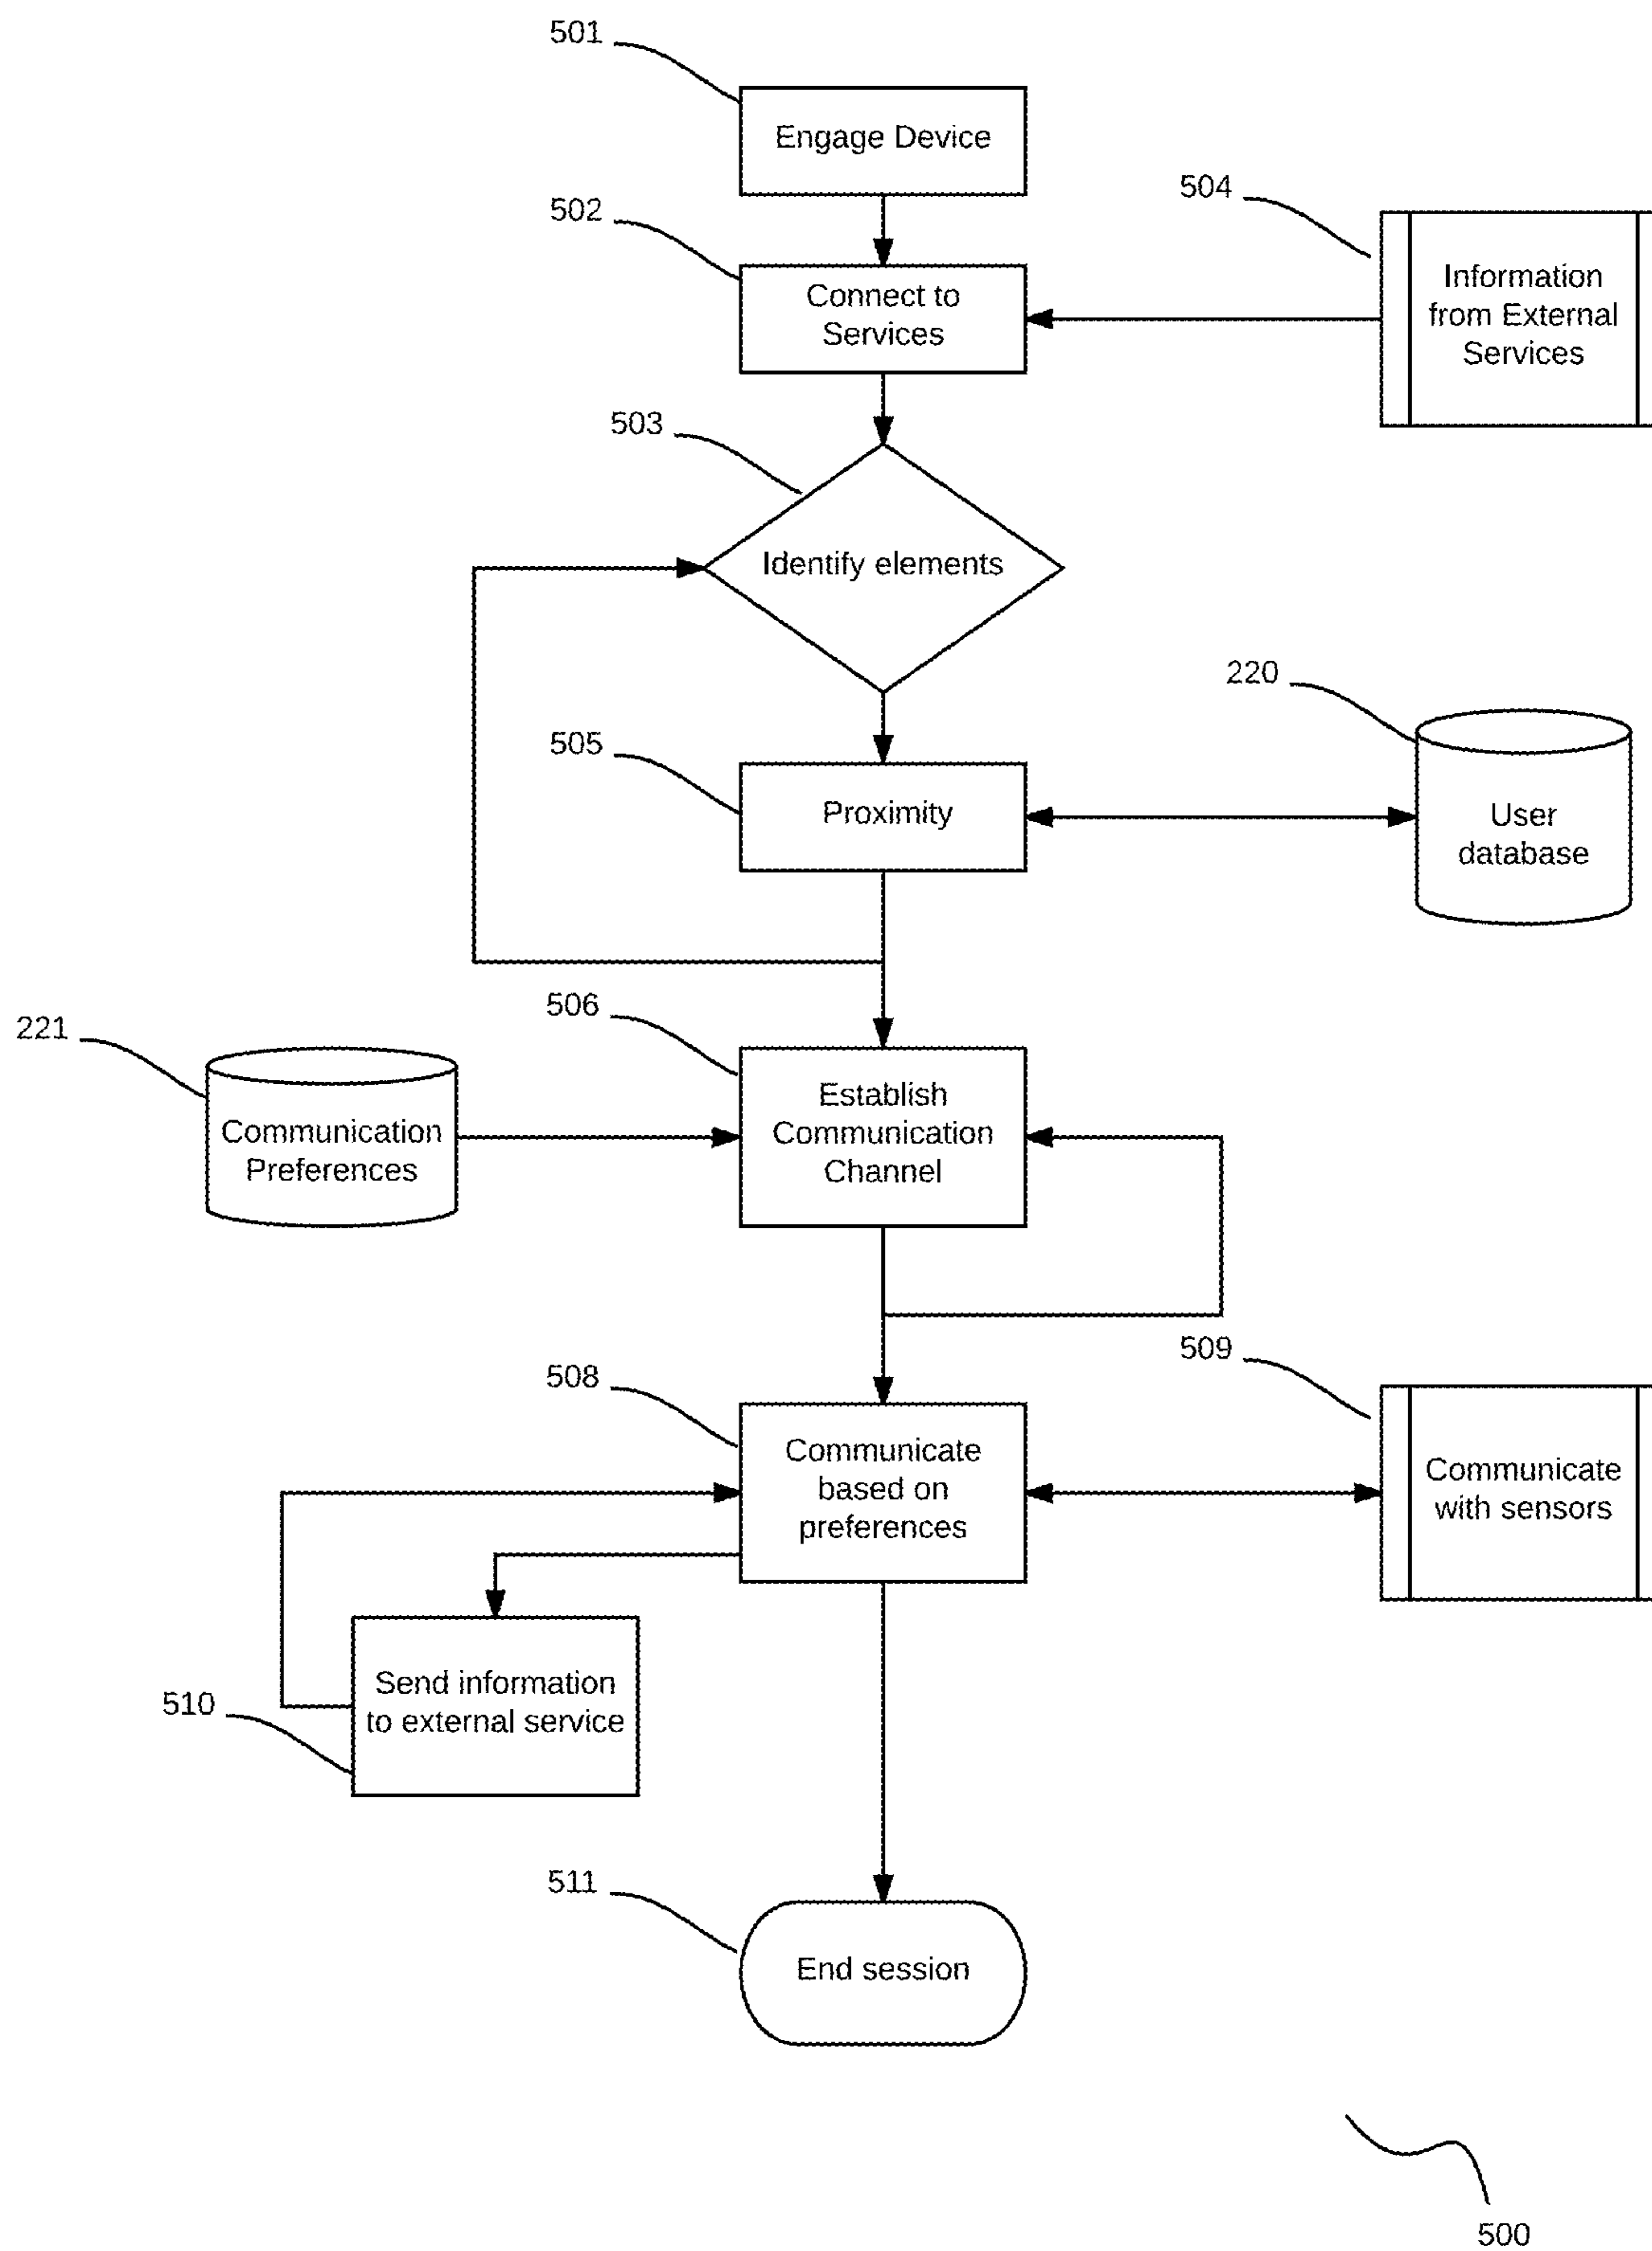 501
Engage Device
502
504
Connect to
Services
Information
from External
Services
503
Identify elements
220
505
Proximity
User
database
506
221
Establish
Communication
Channel
Communication
Preferences
509
508
Communicate
based on
preferences
Communicate
with sensors
Send information
to external service
510
511
End session
500